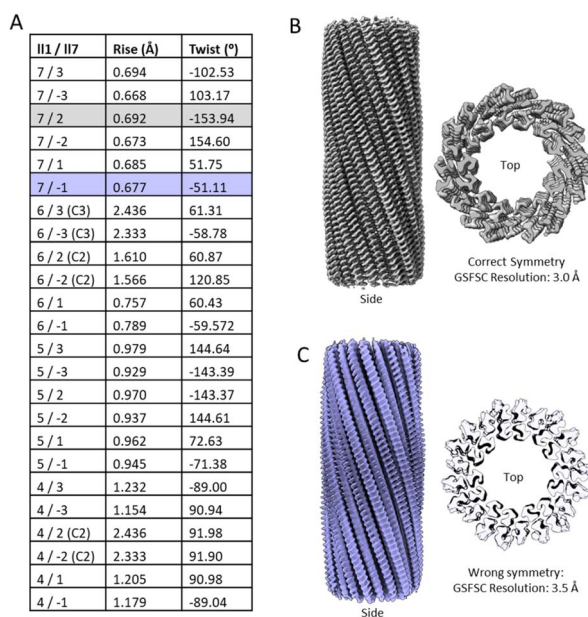 A
ll1 / ll7 Rise (Å) Twist (º)
7 / 3 0.694 -102.53
7 / -3 0.668 103.17
7 / 2 0.692 -153.94
7 / -2 0.673 154.60
7 / 1 0.685 51.75
7 / -1 0.677 -51.11
6 / 3 (C3) 2.436 61.31
6 / -3 (C3) 2.333 -58.78
6 / 2 (C2) 1.610 60.87
6 / -2 (C2) 1.566 120.85
6 / 1 0.757 60.43
6 / -1 0.789 -59.572
5 / 3 0.979 144.64
5 / -3 0.929 -143.39
5 / 2 0.970 -143.37
5 / -2 0.937 144.61
5 / 1 0.962 72.63
5 / -1 0.945 -71.38
4 / 3 1.232 -89.00
4 / -3 1.154 90.94
4 / 2 (C2) 2.436 91.98
4 / -2 (C2) 2.333 91.90
4 / 1 1.205 90.98
4 / -1 1.179 -89.04
B
Top
Side
Correct Symmetry
GSFSC Resolution: 3.0 Å
C
Top
Side
Wrong symmetry:
GSFSC Resolution: 3.5 Å